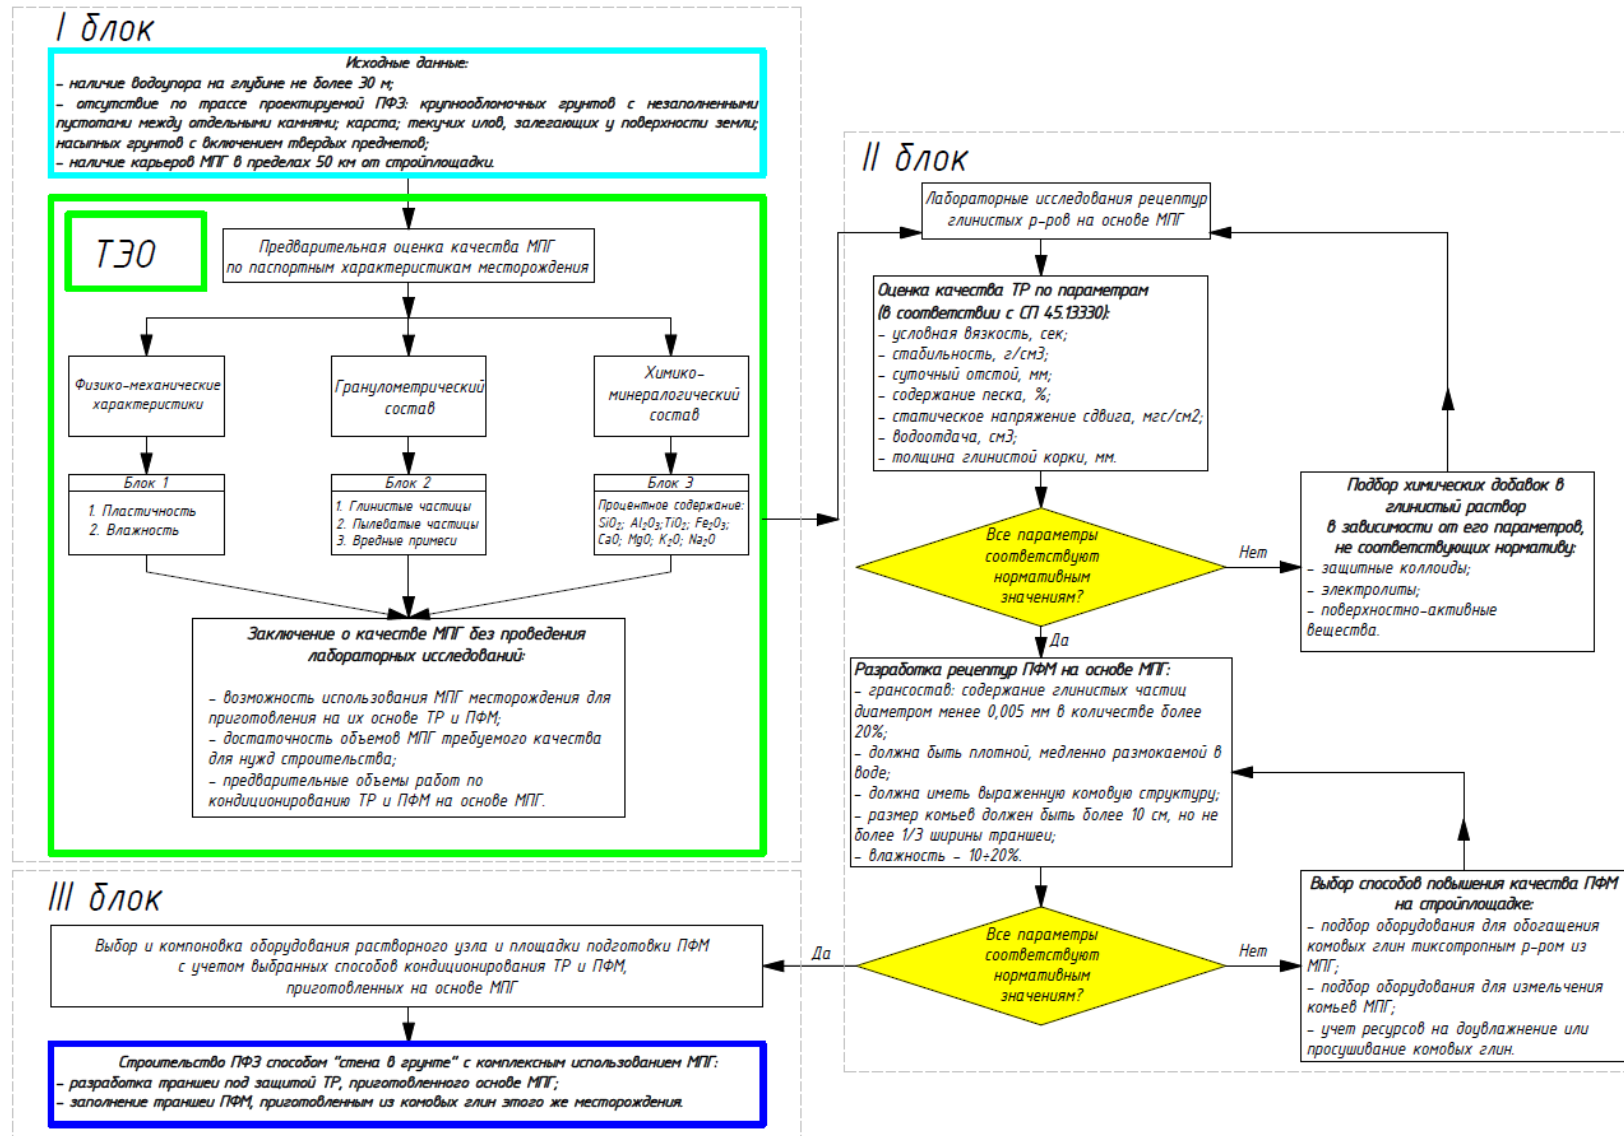 I блок
Исходные данные:
- наличие водоупора на глубине не более 30 м;
- отсутствие по трассе проектируемой ПФЗ: крупнообломочных грунтов с незаполненными
пустотами между отдельными камнями; карста; текучих илов, залегающих у поверхности земли;
насыпных грунтов с включением твердых предметов;
- наличие карьеров МПГ в пределах 50 км от стройплощадки.
ТЭО
Предварительная оценка качества МПГ
по паспортным характеристикам месторождения
Физико-механические
характеристики
Гранулометрический
состав
Химико-
минералогический
состав
Блок 1
1. Пластичность
2. Влажность
Блок 2
1. Глинистые частицы
2. Пылеватые частицы
3. Вредные примеси
Блок 3
Процентное содержание:
SiO₂; Al₂O₃;TiO₂; Fe₂O₃;
CaO; MgO; K₂O; Na₂O
Заключение о качестве МПГ без проведения
лабораторных исследований:
- возможность использования МПГ месторождения для
приготовления на их основе ТР и ПФМ;
- достаточность объемов МПГ требуемого качества
для нужд строительства;
- предварительные объемы работ по
кондиционированию ТР и ПФМ на основе МПГ.
II блок
Лабораторные исследования рецептур
глинистых р-ров на основе МПГ
Оценка качества ТР по параметрам
(в соответствии с СП 45.13330):
- условная вязкость, сек;
- стабильность, г/см3;
- суточный отстой, мм;
- содержание песка, %;
- статическое напряжение сдвига, мгс/см2;
- водоотдача, см3;
- толщина глинистой корки, мм.
Все параметры
соответствуют
нормативным
значениям?
Нет
Да
Подбор химических добавок в
глинистый раствор
в зависимости от его параметров,
не соответствующих нормативу:
- защитные коллоиды;
- электролиты;
- поверхностно-активные
вещества.
Разработка рецептур ПФМ на основе МПГ:
- грансостав: содержание глинистых частиц
диаметром менее 0,005 мм в количестве более
20%;
- должна быть плотной, медленно размокаемой в
воде;
- должна иметь выраженную комовую структуру;
- размер комьев должен быть более 10 см, но не
более 1/3 ширины траншеи;
- влажность - 10÷20%.
Все параметры
соответствуют
нормативным
значениям?
Нет
Да
Выбор способов повышения качества ПФМ
на стройплощадке:
- подбор оборудования для обогащения
комовых глин тиксотропным р-ром из
МПГ;
- подбор оборудования для измельчения
комьев МПГ;
- учет ресурсов на доувлажнение или
просушивание комовых глин.
III блок
Выбор и компоновка оборудования растворного узла и площадки подготовки ПФМ
с учетом выбранных способов кондиционирования ТР и ПФМ,
приготовленных на основе МПГ
Строительство ПФЗ способом "стена в грунте" с комплексным использованием МПГ:
- разработка траншеи под защитой ТР, приготовленного основе МПГ;
- заполнение траншеи ПФМ, приготовленным из комовых глин этого же месторождения.